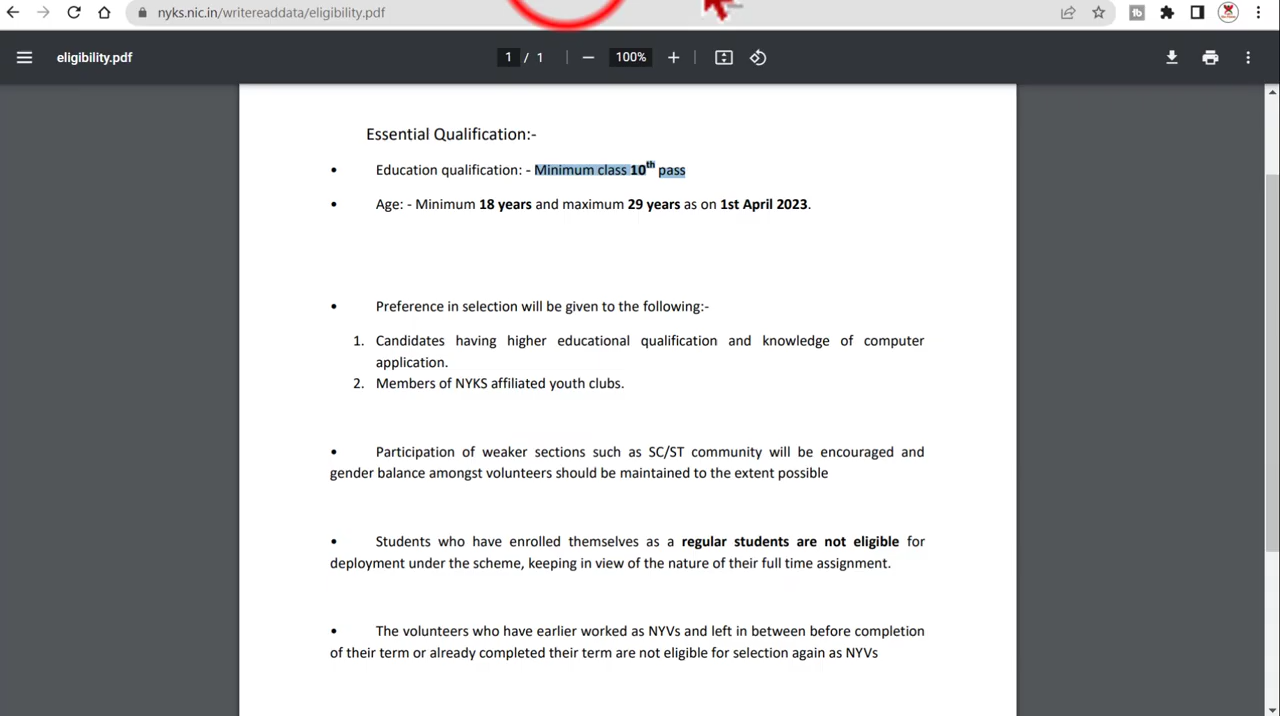 nyks.nic.in/writereaddata/eligibility.pdf
eligibility.pdf
1 / 1
100%
Essential Qualification:-
• Education qualification: - Minimum class 10th pass
• Age: - Minimum 18 years and maximum 29 years as on 1st April 2023.
• Preference in selection will be given to the following:-
1. Candidates having higher educational qualification and knowledge of computer
application.
2. Members of NYKS affiliated youth clubs.
• Participation of weaker sections such as SC/ST community will be encouraged and
gender balance amongst volunteers should be maintained to the extent possible
• Students who have enrolled themselves as a regular students are not eligible for
deployment under the scheme, keeping in view of the nature of their full time assignment.
• The volunteers who have earlier worked as NYVs and left in between before completion
of their term or already completed their term are not eligible for selection again as NYVs